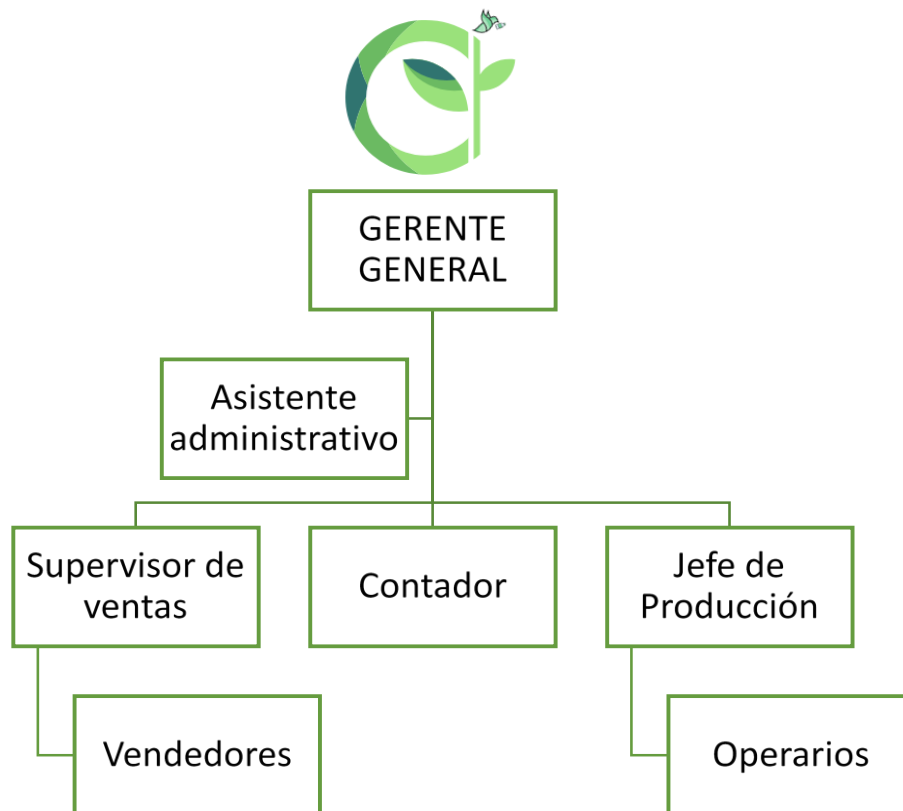 GERENTE
GENERAL
Asistente
administrativo
Supervisor de
ventas
Contador
Jefe de
Producción
Vendedores
Operarios